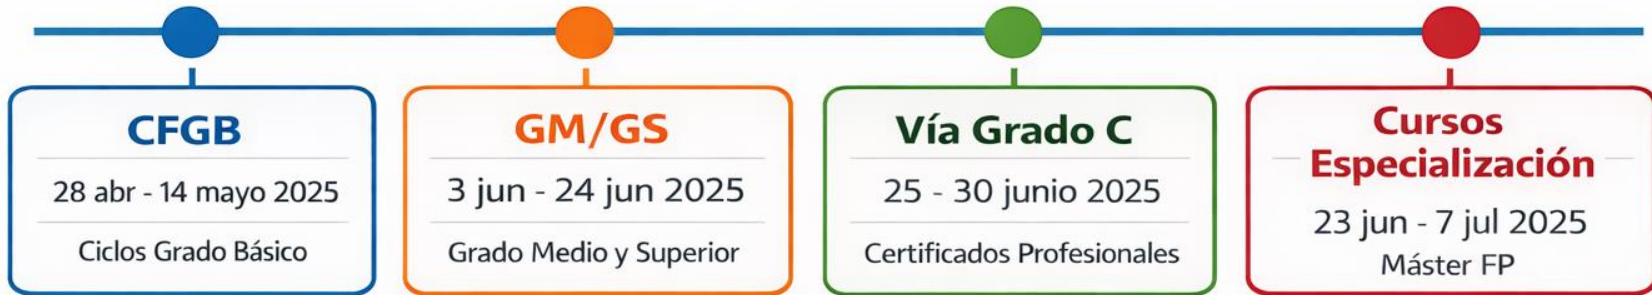 CFGB
28 abr - 14 mayo 2025
Ciclos Grado Básico
GM/GS
3 jun - 24 jun 2025
Grado Medio y Superior
Vía Grado C
25 - 30 junio 2025
Certificados Profesionales
Cursos
Especialización
23 jun - 7 jul 2025
Máster FP